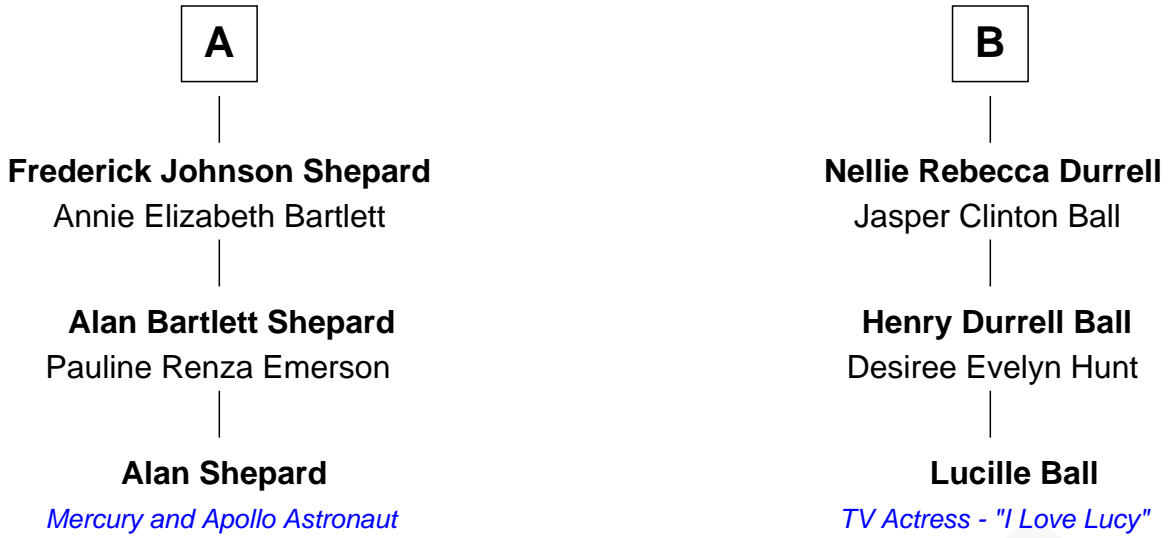 A
B
Frederick Johnson Shepard
Annie Elizabeth Bartlett
Nellie Rebecca Durrell
Jasper Clinton Ball
Alan Bartlett Shepard
Pauline Renza Emerson
Henry Durrell Ball
Desiree Evelyn Hunt
Alan Shepard
Mercury and Apollo Astronaut
Lucille Ball
TV Actress - "I Love Lucy"